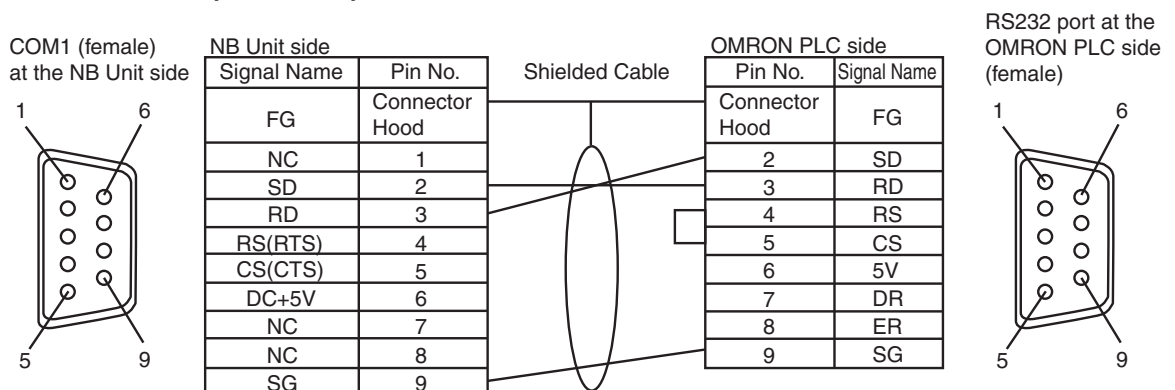 COM1 (female)
at the NB Unit side
1 6
5 9
NB Unit side
Signal Name Pin No.
FG Connector
Hood
NC 1
SD 2
RD 3
RS(RTS) 4
CS(CTS) 5
DC+5V 6
NC 7
NC 8
SG 9
Shielded Cable
OMRON PLC side
Pin No. Signal Name
Connector
Hood FG
2 SD
3 RD
4 RS
5 CS
6 5V
7 DR
8 ER
9 SG
RS232 port at the
OMRON PLC side
(female)
1 6
5 9